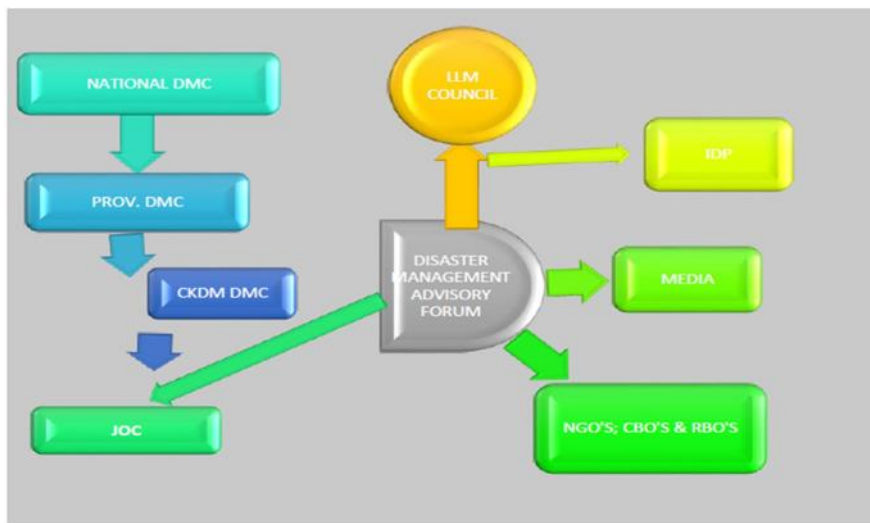 NATIONAL DMC
LLM
COUNCIL
IDP
PROV. DMC
DISASTER
MANAGEMENT
ADVISORY
FORUM
CKDM DMC
MEDIA
JOC
NGO'S; CBO'S & RBO'S